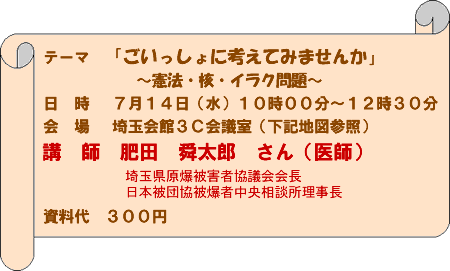 テーマ 「ごいっしょに考えてみませんか」
～憲法・核・イラク問題～
日 時 ７月１４日（水）１０時００分～１２時３０分
会 場 埼玉会館３Ｃ会議室（下記地図参照）
講 師 肥田 舜太郎 さん（医師）
埼玉県原爆被害者協議会会長
日本被団協被爆者中央相談所理事長
資料代 ３００円